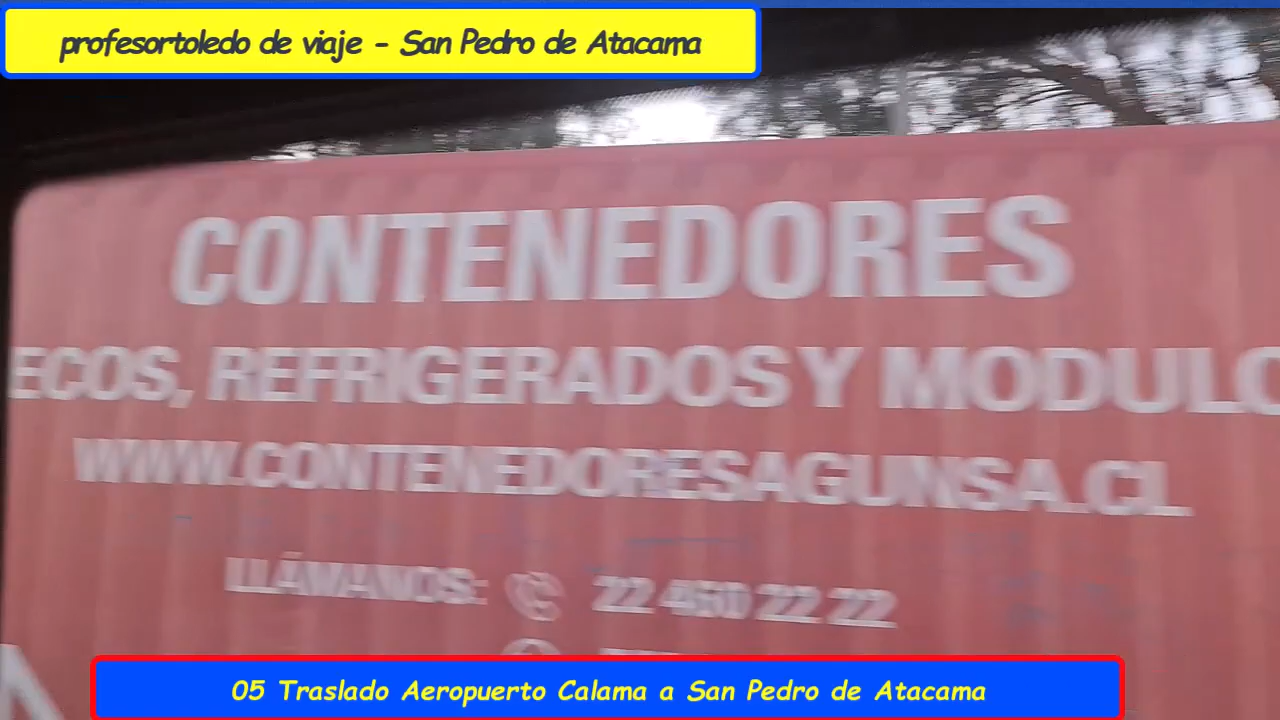 profesortoledo de viaje - San Pedro de Atacama
CONTENEDORES
ECOS, REFRIGERADOS Y MODULO
WWW.CONTENEDORESAGUNSA.CL
LLÁMANOS: 22 460 22 22
05 Traslado Aeropuerto Calama a San Pedro de Atacama